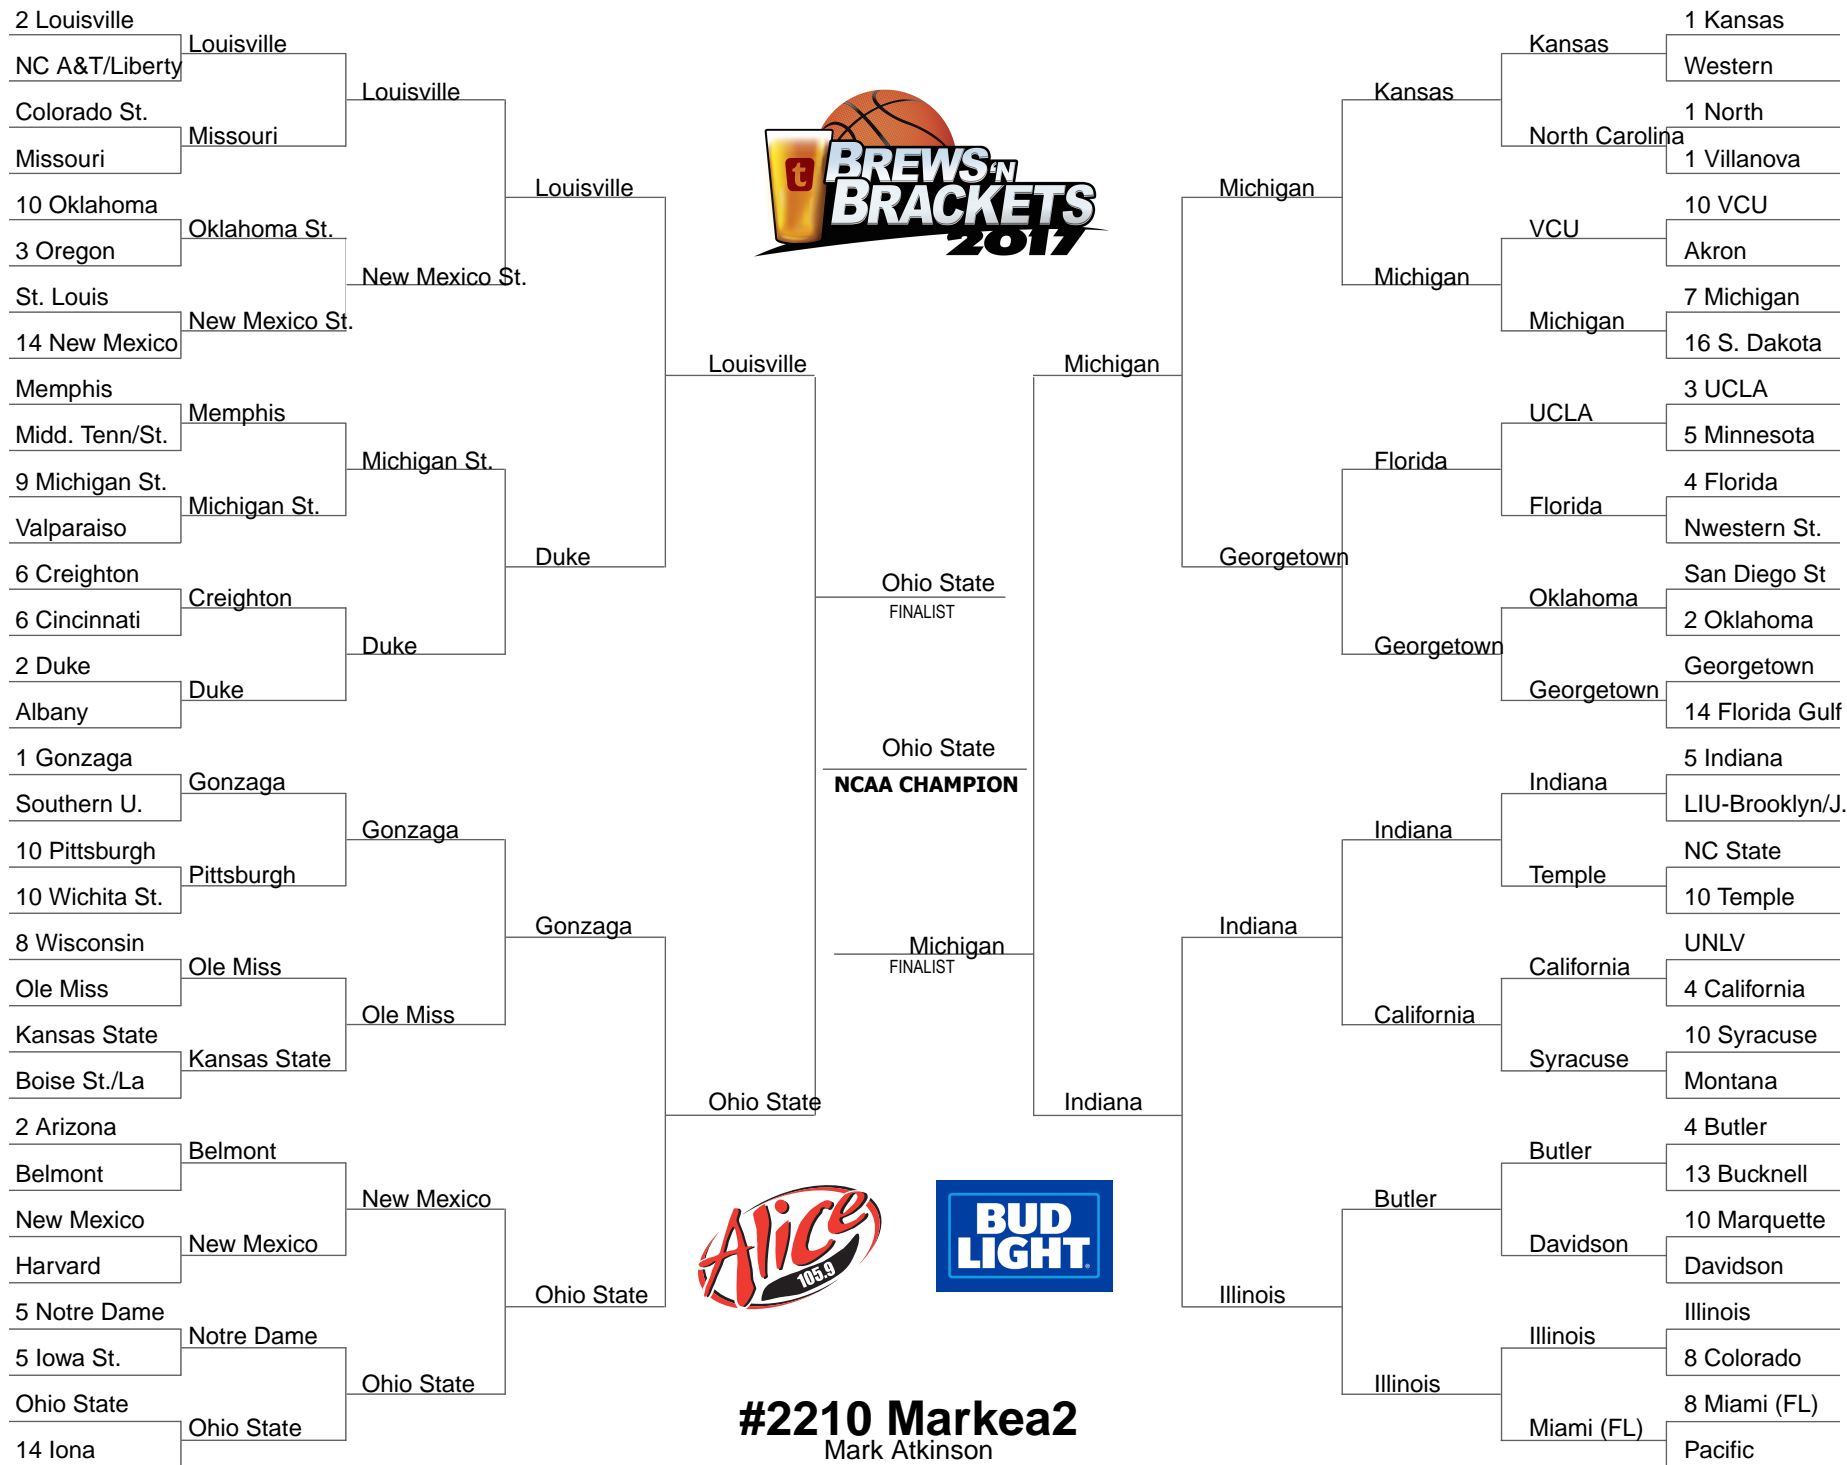 2 Louisville
NC A&T/Liberty
Colorado St.
Missouri
10 Oklahoma
3 Oregon
St. Louis
14 New Mexico
Memphis
Midd. Tenn/St.
9 Michigan St.
Valparaiso
6 Creighton
6 Cincinnati
2 Duke
Albany
1 Gonzaga
Southern U.
10 Pittsburgh
10 Wichita St.
8 Wisconsin
Ole Miss
Kansas State
Boise St./La
2 Arizona
Belmont
New Mexico
Harvard
5 Notre Dame
5 Iowa St.
Ohio State
14 Iona
Louisville
Missouri
Oklahoma St.
New Mexico St.
Memphis
Michigan St.
Creighton
Duke
Gonzaga
Pittsburgh
Ole Miss
Kansas State
Belmont
New Mexico
Notre Dame
Ohio State
Louisville
New Mexico St.
Michigan St.
Duke
Gonzaga
Ole Miss
New Mexico
Ohio State
Louisville
Duke
Gonzaga
Ohio State
Louisville
Ohio State
t
BREWS 'N
BRACKETS
2017
Ohio State
FINALIST
Ohio State
NCAA CHAMPION
Michigan
FINALIST
Alice
105.9
BUD
LIGHT
#2210 Markea2
Mark Atkinson
Michigan
Indiana
Michigan
Georgetown
Indiana
Illinois
Kansas
Michigan
Florida
Georgetown
Indiana
California
Butler
Illinois
Kansas
North Carolina
VCU
Michigan
UCLA
Florida
Oklahoma
Georgetown
Indiana
Temple
California
Syracuse
Butler
Davidson
Illinois
Miami (FL)
1 Kansas
Western
1 North
1 Villanova
10 VCU
Akron
7 Michigan
16 S. Dakota
3 UCLA
5 Minnesota
4 Florida
Nwestern St.
San Diego St
2 Oklahoma
Georgetown
14 Florida Gulf
5 Indiana
LIU-Brooklyn/J.
NC State
10 Temple
UNLV
4 California
10 Syracuse
Montana
4 Butler
13 Bucknell
10 Marquette
Davidson
Illinois
8 Colorado
8 Miami (FL)
Pacific